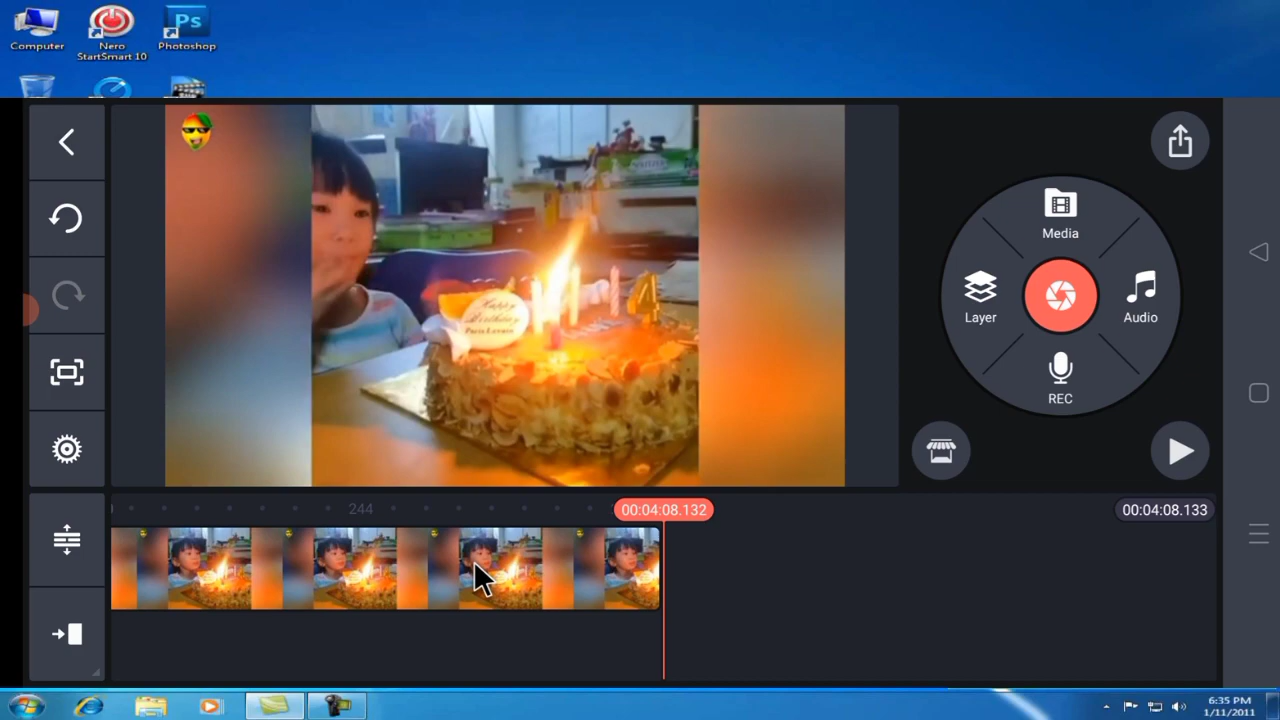 Computer
Nero
StartSmart 10
Ps
Photoshop
Happy
Birthday
Media
Layer
Audio
REC
244
00:04:08.132
00:04:08.133
6:35 PM
1/11/2011